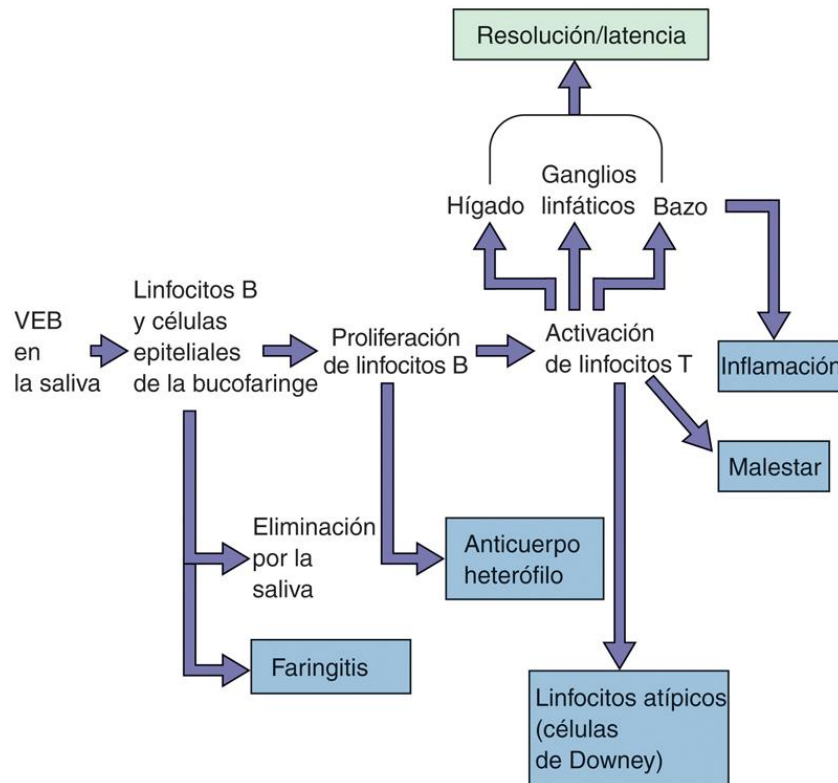 Resolución/latencia
Hígado
Ganglios
linfáticos
Bazo
VEB
en
la saliva
Linfocitos B
y células
epiteliales
de la bucofaringe
Proliferación
de linfocitos B
Activación
de linfocitos T
Inflamación
Malestar
Eliminación
por la
saliva
Anticuerpo
heterófilo
Faringitis
Linfocitos atípicos
(células
de Downey)